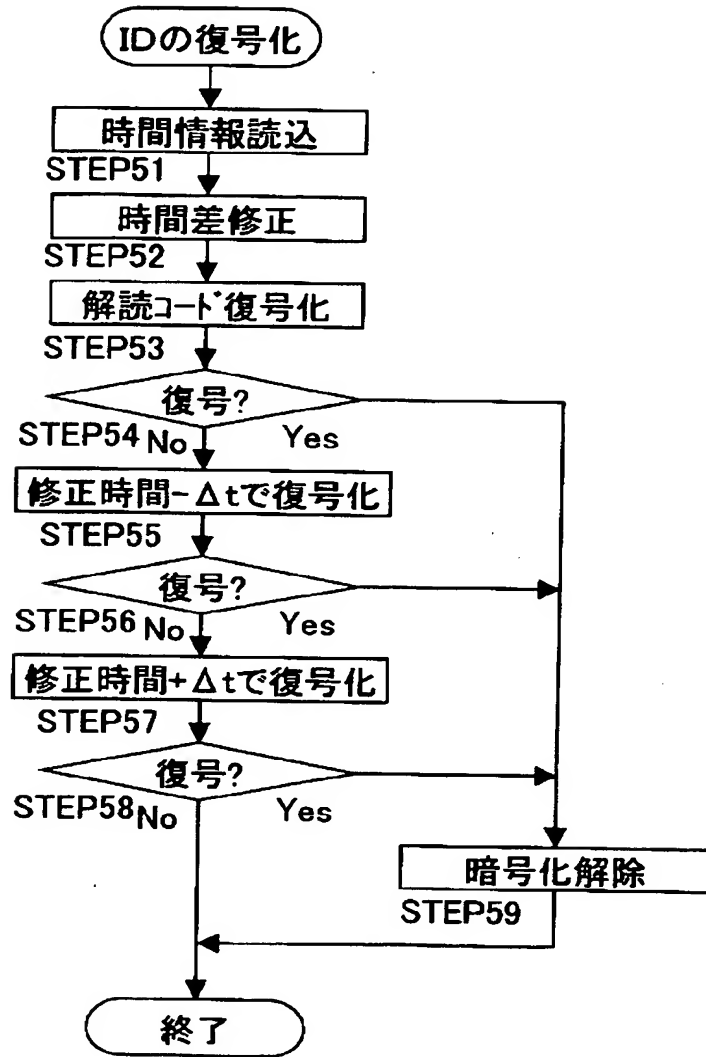 IDの復号化
時間情報読込
STEP51
時間差修正
STEP52
解読コード復号化
STEP53
復号?
STEP54 No Yes
修正時間-Δtで復号化
STEP55
復号?
STEP56 No Yes
修正時間+Δtで復号化
STEP57
復号?
STEP58 No Yes
暗号化解除
STEP59
終了